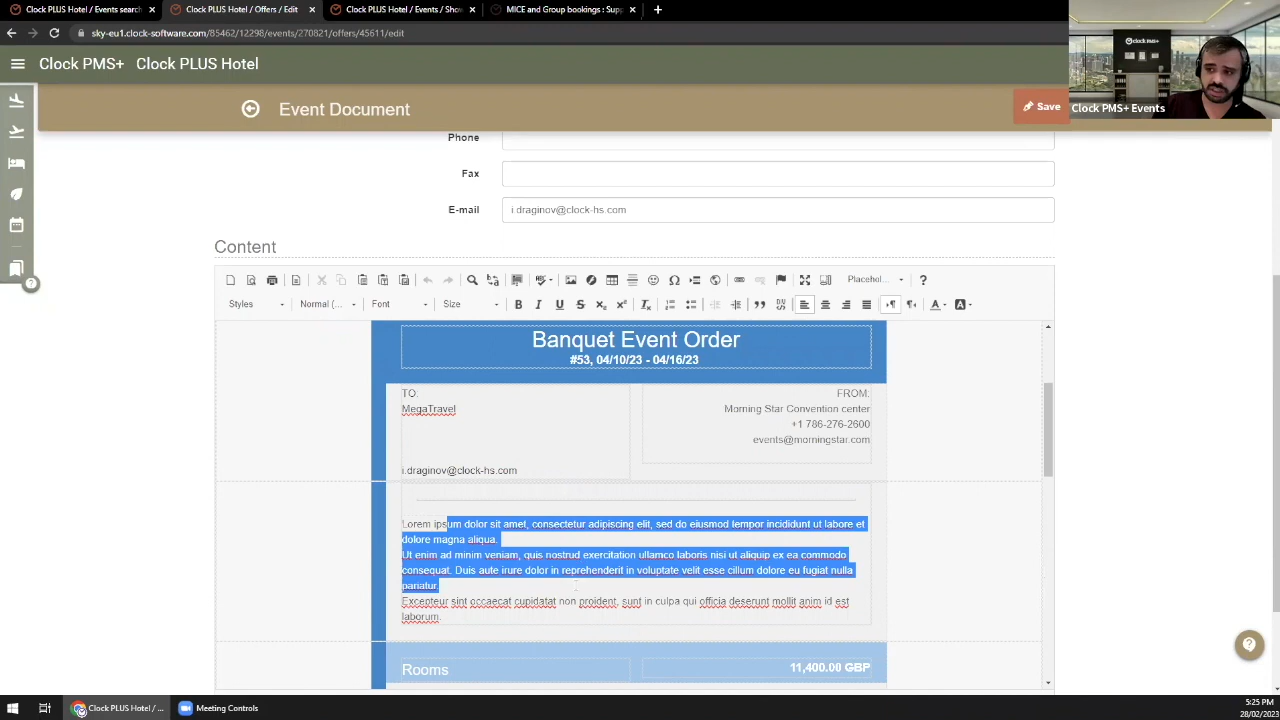 Clock PLUS Hotel / Events search
Clock PLUS Hotel / Offers / Edit
Clock PLUS Hotel / Events / Show
MICE and Group bookings : Supp
sky-eu1.clock-software.com/85462/12298/events/270821/offers/45611/edit
Clock PMS+ Clock PLUS Hotel
clock PMS+
Clock PMS+ Events
Event Document
Save
Phone
Fax
E-mail
i.draginov@clock-hs.com
Content
Placehol...
?
Styles
Normal (...
Font
Size
B I U S
Banquet Event Order
#53, 04/10/23 - 04/16/23
TO:
MegaTravel
i.draginov@clock-hs.com
FROM:
Morning Star Convention center
+1 786-276-2600
events@morningstar.com
Lorem ipsum dolor sit amet, consectetur adipiscing elit, sed do eiusmod tempor incididunt ut labore et
dolore magna aliqua.
Ut enim ad minim veniam, quis nostrud exercitation ullamco laboris nisi ut aliquip ex ea commodo
consequat. Duis aute irure dolor in reprehenderit in voluptate velit esse cillum dolore eu fugiat nulla
pariatur.
Excepteur sint occaecat cupidatat non proident, sunt in culpa qui officia deserunt mollit anim id est
laborum.
Rooms
11,400.00 GBP
Clock PLUS Hotel / ...
Meeting Controls
5:25 PM
28/02/2023